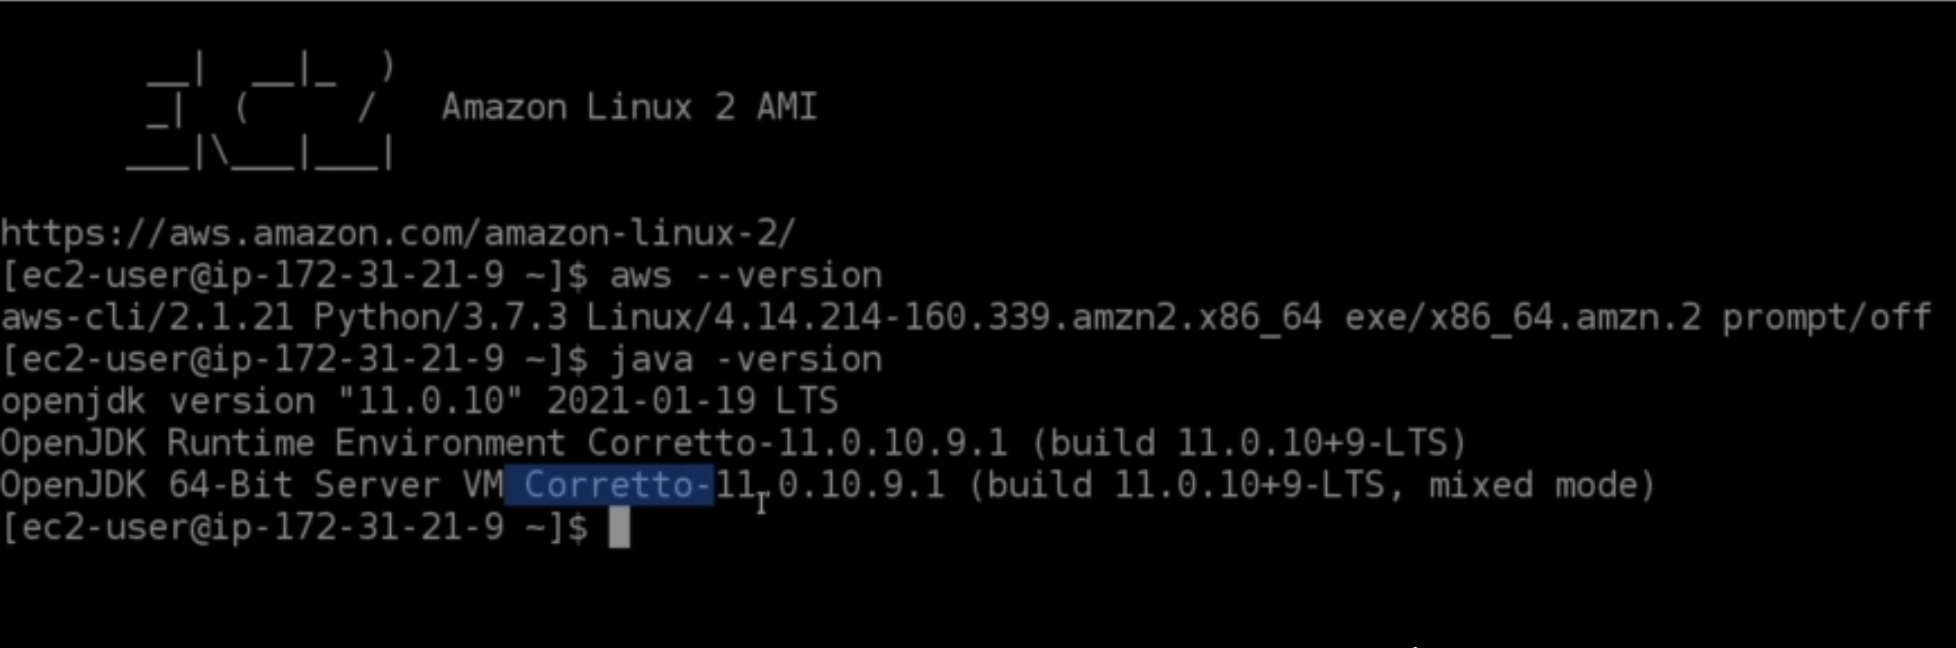 __|  __|_  )
       _|  (     /   Amazon Linux 2 AMI
      ___|\___|___|
https://aws.amazon.com/amazon-linux-2/
[ec2-user@ip-172-31-21-9 ~]$ aws --version
aws-cli/2.1.21 Python/3.7.3 Linux/4.14.214-160.339.amzn2.x86_64 exe/x86_64.amzn.2 prompt/off
[ec2-user@ip-172-31-21-9 ~]$ java -version
openjdk version "11.0.10" 2021-01-19 LTS
OpenJDK Runtime Environment Corretto-11.0.10.9.1 (build 11.0.10+9-LTS)
OpenJDK 64-Bit Server VM Corretto-11.0.10.9.1 (build 11.0.10+9-LTS, mixed mode)
[ec2-user@ip-172-31-21-9 ~]$